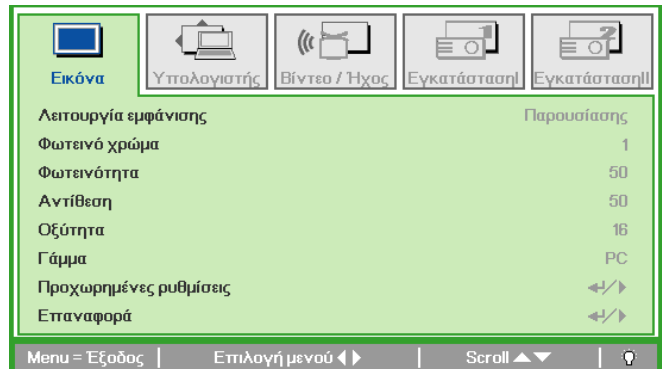 Εικόνα Υπολογιστής Βίντεο / Ήχος ΕγκατάστασηI ΕγκατάστασηII
Λειτουργία εμφάνισης Παρουσίασης
Φωτεινό χρώμα 1
Φωτεινότητα 50
Αντίθεση 50
Οξύτητα 16
Γάμμα PC
Προχωρημένες ρυθμίσεις
Επαναφορά
Menu = Έξοδος | Επιλογή μενού | Scroll |